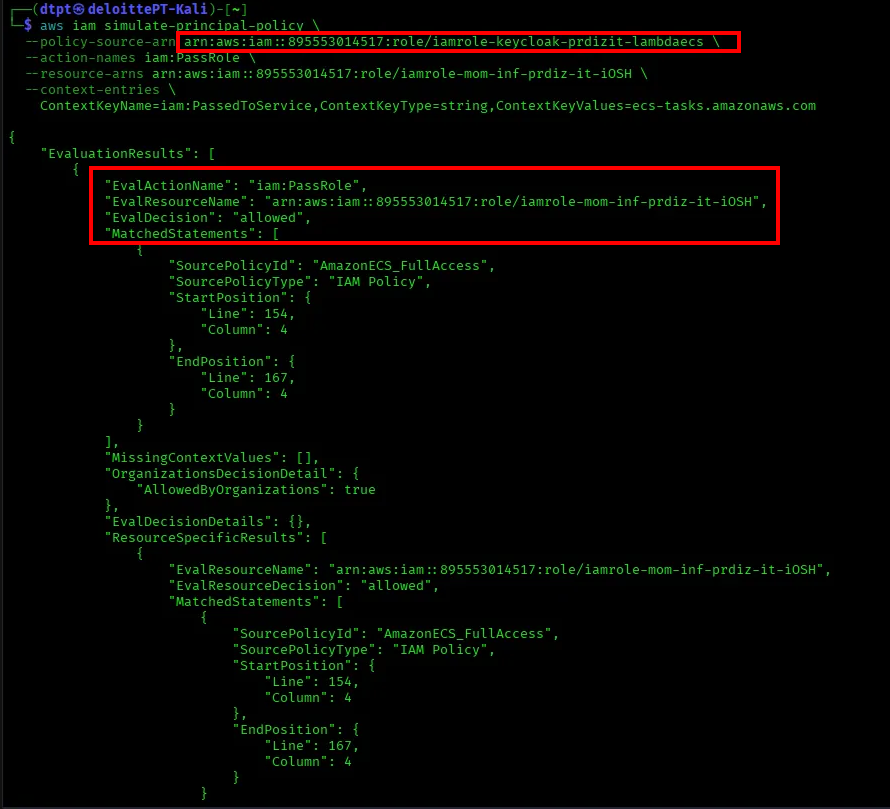 ┌──(dtpt㉿deloittePT-Kali)-[~]
└─$ aws iam simulate-principal-policy \
--policy-source-arn arn:aws:iam::895553014517:role/iamrole-keycloak-prdizit-lambdaecs \
--action-names iam:PassRole \
--resource-arns arn:aws:iam::895553014517:role/iamrole-mom-inf-prdiz-it-iOSH \
--context-entries \
ContextKeyName=iam:PassedToService,ContextKeyType=string,ContextKeyValues=ecs-tasks.amazonaws.com
{
"EvaluationResults": [
{
"EvalActionName": "iam:PassRole",
"EvalResourceName": "arn:aws:iam::895553014517:role/iamrole-mom-inf-prdiz-it-iOSH",
"EvalDecision": "allowed",
"MatchedStatements": [
{
"SourcePolicyId": "AmazonECS_FullAccess",
"SourcePolicyType": "IAM Policy",
"StartPosition": {
"Line": 154,
"Column": 4
},
"EndPosition": {
"Line": 167,
"Column": 4
}
}
],
"MissingContextValues": [],
"OrganizationsDecisionDetail": {
"AllowedByOrganizations": true
},
"EvalDecisionDetails": {},
"ResourceSpecificResults": [
{
"EvalResourceName": "arn:aws:iam::895553014517:role/iamrole-mom-inf-prdiz-it-iOSH",
"EvalResourceDecision": "allowed",
"MatchedStatements": [
{
"SourcePolicyId": "AmazonECS_FullAccess",
"SourcePolicyType": "IAM Policy",
"StartPosition": {
"Line": 154,
"Column": 4
},
"EndPosition": {
"Line": 167,
"Column": 4
}
}